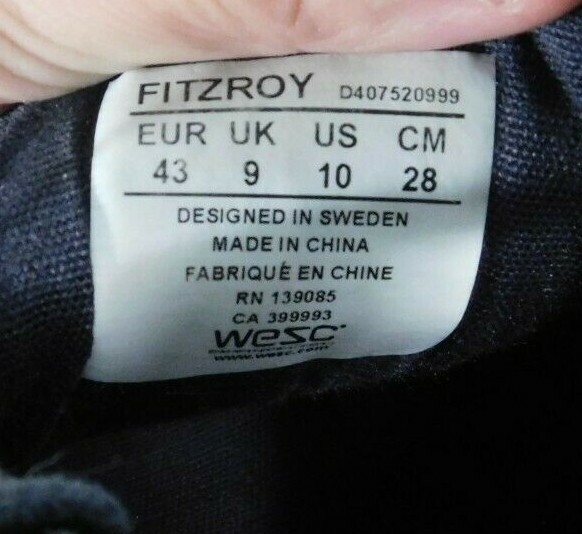 FITZROY D407520999
EUR UK US CM
43 9 10 28
DESIGNED IN SWEDEN
MADE IN CHINA
FABRIQUÉ EN CHINE
RN 139085
CA 399993
wesc
www.wesc.com